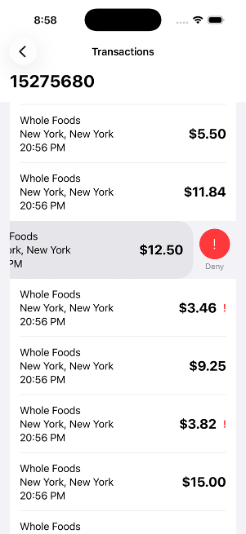 8:58
Transactions
15275680
Whole Foods
New York, New York
$5.50
20:56 PM
Whole Foods
New York, New York
$11.84
20:56 PM
Foods
rk, New York
$12.50
PM
!
Deny
Whole Foods
New York, New York
$3.46 !
20:56 PM
Whole Foods
New York, New York
$9.25
20:56 PM
Whole Foods
New York, New York
$3.82 !
20:56 PM
Whole Foods
New York, New York
$15.00
20:56 PM
Whole Foods